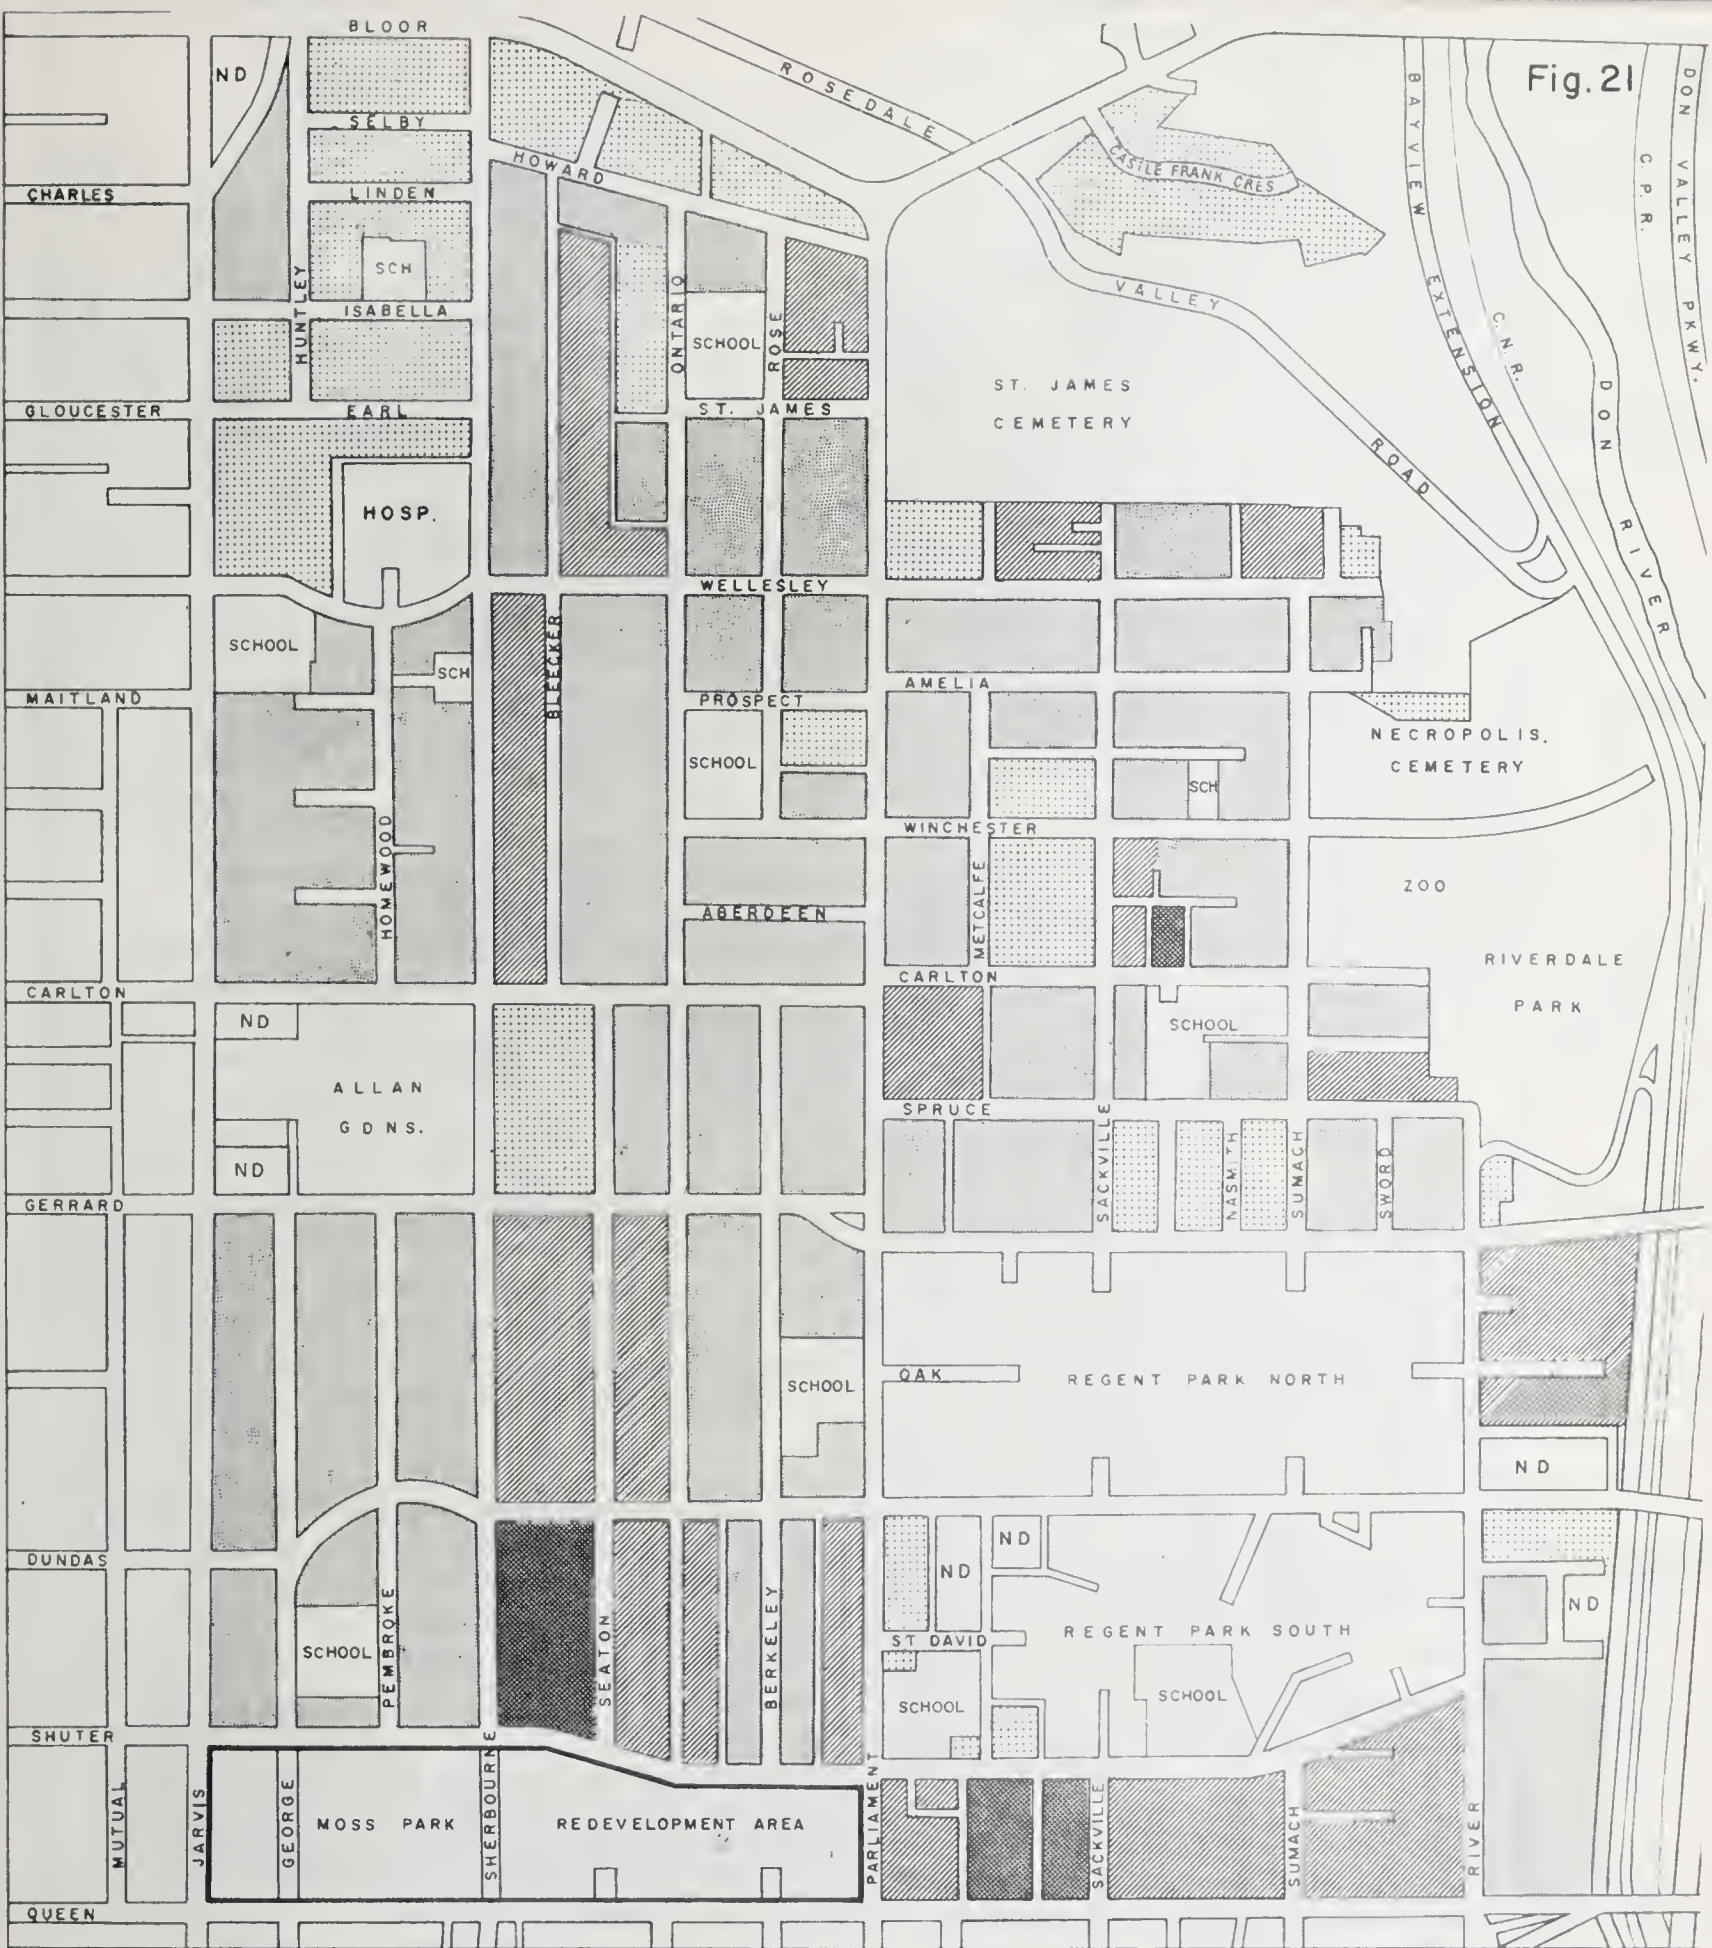 BLOOR
ND
Fig. 21
ROSEDALE
DON VALLEY PKWY.
C.P.R.
BAYVIEW EXTENSION
SELBY
HOWARD
CASTLE FRANK CRES
CHARLES
LINDEN
SCH
HUNTLEY
ISABELLA
ONTARIO
SCHOOL
ROSE
VALLEY
C.N.R.
DON
RIVER
ST. JAMES
CEMETERY
GLOUCESTER
EARL
ST. JAMES
ROAD
HOSP.
WELLESLEY
SCHOOL
SCH
BLEECKER
MAITLAND
AMELIA
PROSPECT
SCHOOL
NECROPOLIS.
CEMETERY
SCH
HOMEWOOD
WINCHESTER
METCALFE
ZOO
ABERDEEN
RIVERDALE
PARK
CARLTON
CARLTON
ND
SCHOOL
ALLAN
GDNS.
SPRUCE
SACKVILLE
NASMITH
SUMACH
SWORD
ND
GERRARD
OAK
REGENT PARK NORTH
SCHOOL
ND
DUNDAS
ND
ND
ND
PEMBROKE
SEATON
BERKELEY
ST DAVID
REGENT PARK SOUTH
SCHOOL
SCHOOL
SCHOOL
SHUTER
MUTUAL
JARVIS
GEORGE
MOSS PARK
SHERBOURNE
REDEVELOPMENT AREA
PARLIAMENT
SACKVILLE
SUMACH
RIVER
QUEEN